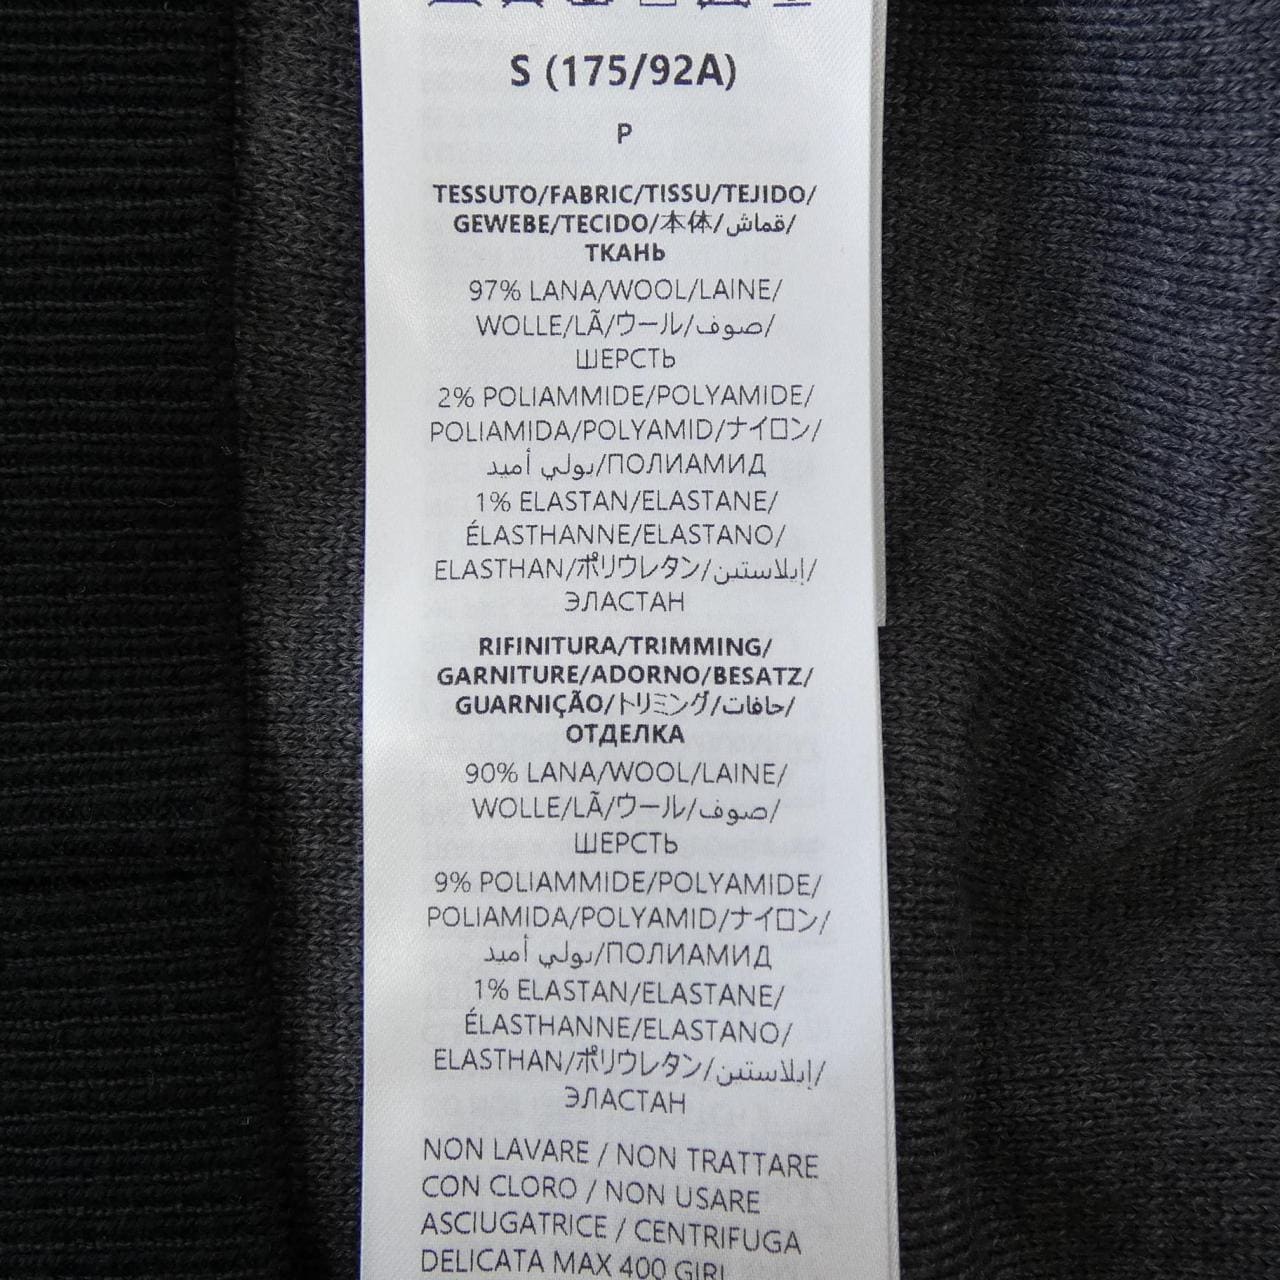 S (175/92A)
P
TESSUTO/FABRIC/TISSU/TEJIDO/
GEWEBE/TECIDO/本体/قماش/
ТКАНЬ
97% LANA/WOOL/LAINE/
WOLLE/LÃ/ウール/صوف/
ШЕРСТЬ
2% POLIAMMIDE/POLYAMIDE/
POLIAMIDA/POLYAMID/ナイロン/
بولي أميد/ПОЛИАМИД
1% ELASTAN/ELASTANE/
ÉLASTHANNE/ELASTANO/
ELASTHAN/ポリウレタン/إيلاستين/
ЭЛАСТАН
RIFINITURA/TRIMMING/
GARNITURE/ADORNO/BESATZ/
GUARNIÇÃO/トリミング/حافات/
ОТДЕЛКА
90% LANA/WOOL/LAINE/
WOLLE/LÃ/ウール/صوف/
ШЕРСТЬ
9% POLIAMMIDE/POLYAMIDE/
POLIAMIDA/POLYAMID/ナイロン/
بولي أميد/ПОЛИАМИД
1% ELASTAN/ELASTANE/
ÉLASTHANNE/ELASTANO/
ELASTHAN/ポリウレタン/إيلاستين/
ЭЛАСТАН
NON LAVARE / NON TRATTARE
CON CLORO / NON USARE
ASCIUGATRICE / CENTRIFUGA
DELICATA MAX 400 GIRI